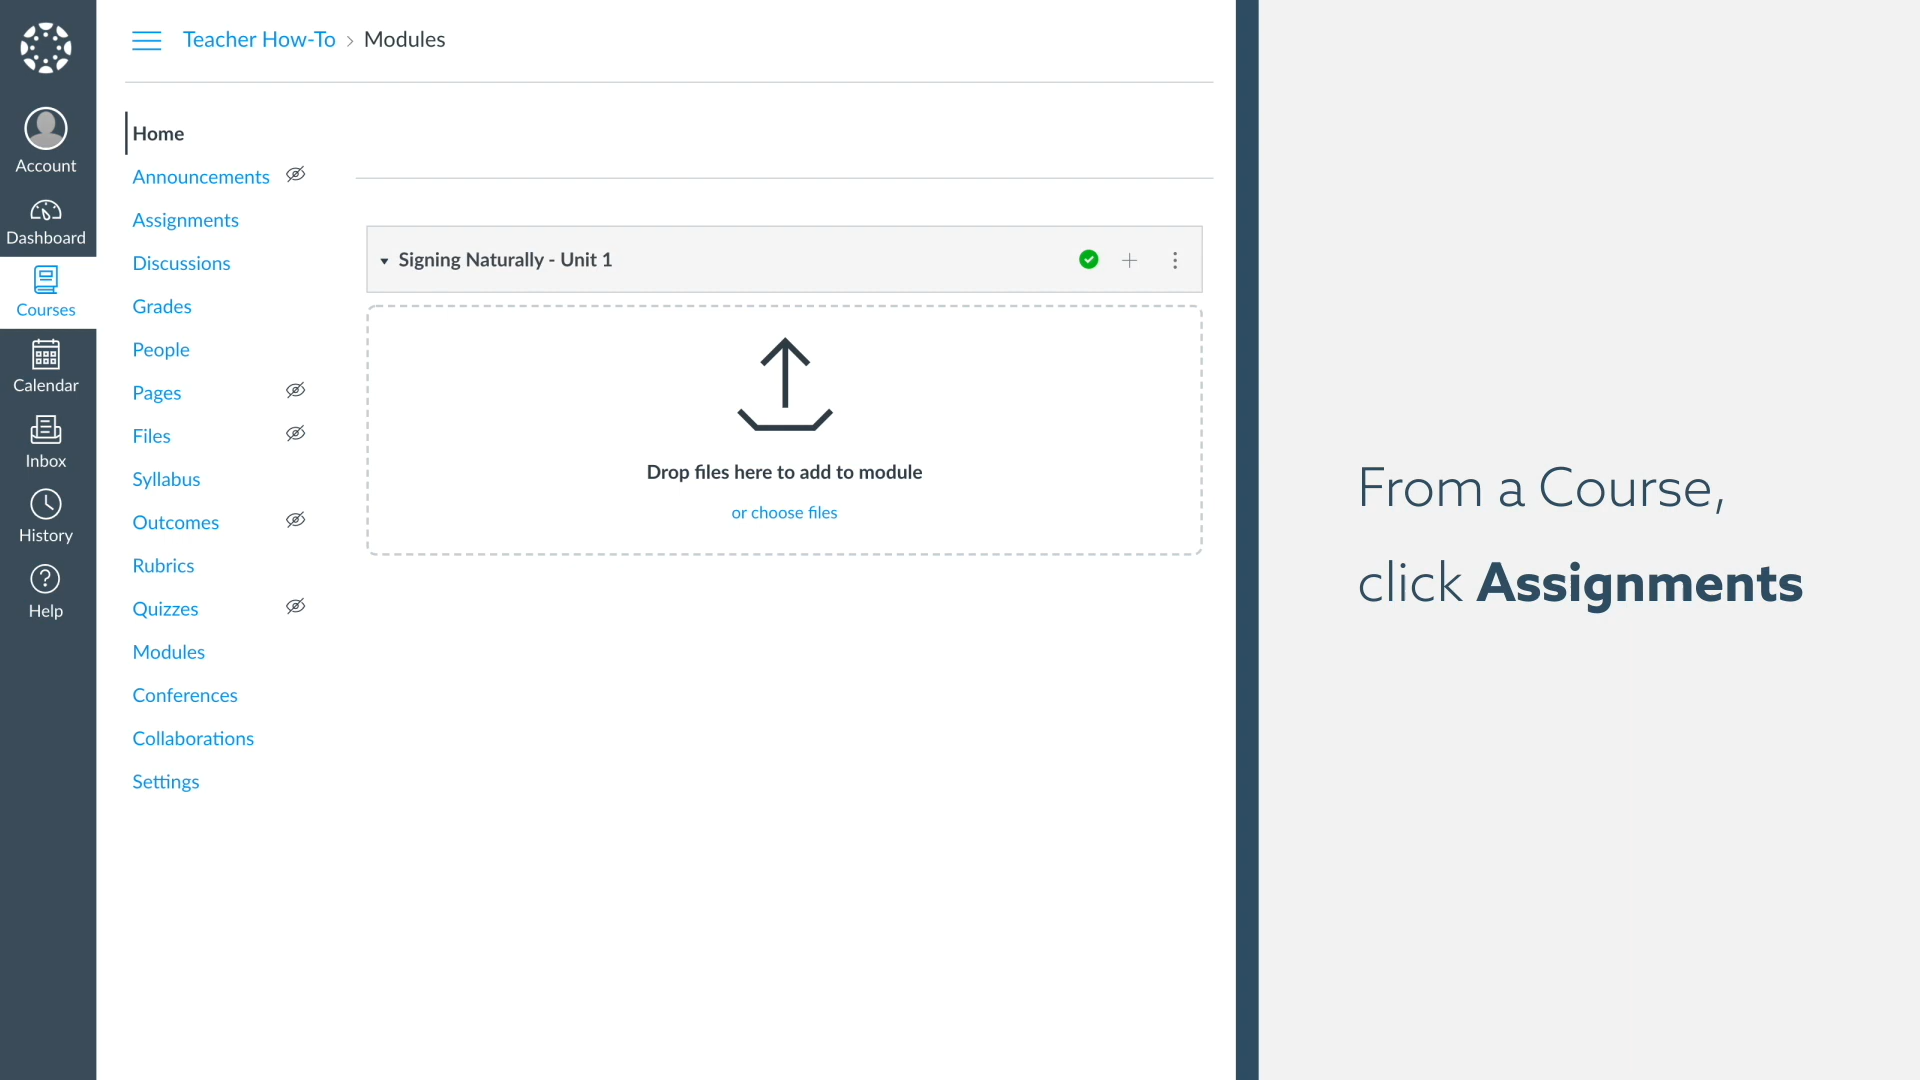 Teacher How-To › Modules
Account
Dashboard
Courses
Calendar
Inbox
History
Help
Home
Announcements
Assignments
Discussions
Grades
People
Pages
Files
Syllabus
Outcomes
Rubrics
Quizzes
Modules
Conferences
Collaborations
Settings
Signing Naturally - Unit 1
Drop files here to add to module
or choose files
From a Course,
click Assignments